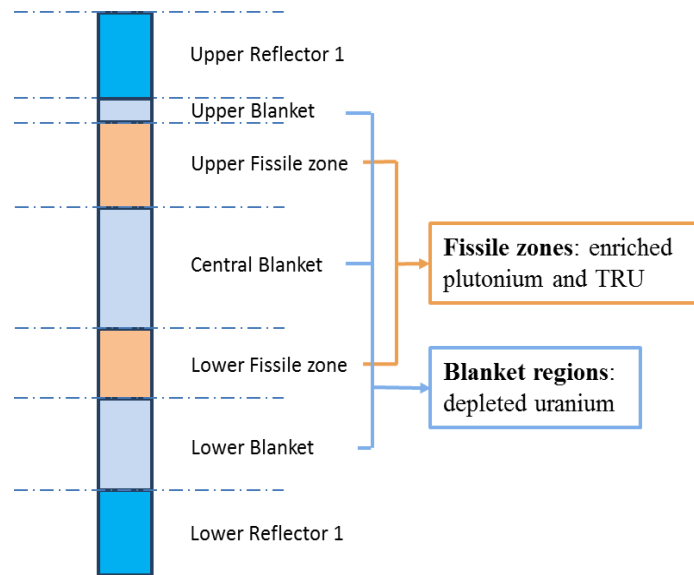 Upper Reflector 1
Upper Blanket
Upper Fissile zone
Central Blanket
Lower Fissile zone
Lower Blanket
Lower Reflector 1
Fissile zones: enriched
plutonium and TRU
Blanket regions:
depleted uranium